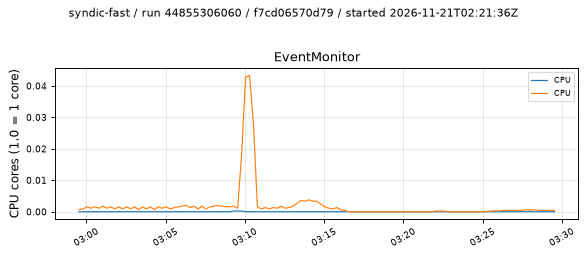 syndic-fast / run 44855306060 / f7cd06570d79 / started 2026-11-21T02:21:36Z
EventMonitor
CPU cores (1.0 = 1 core)
0.04
0.03
0.02
0.01
0.00
CPU
CPU
03:00
03:05
03:10
03:15
03:20
03:25
03:30